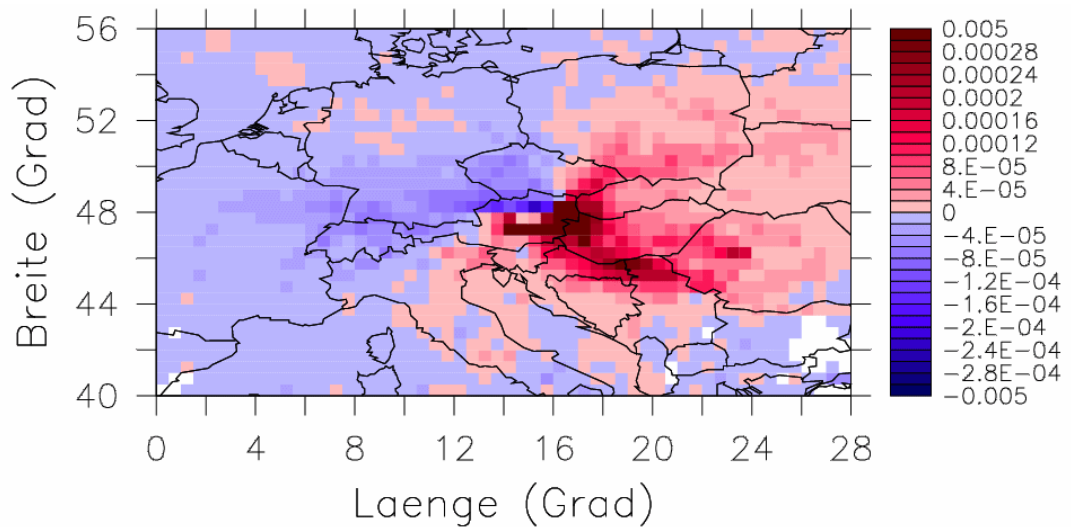 56
52
48
44
40
Breite (Grad)
0 4 8 12 16 20 24 28
Laenge (Grad)
0.005
0.00028
0.00024
0.0002
0.00012
8.E-05
4.E-05
0
-4.E-05
-8.E-05
-1.2E-04
-1.6E-04
-2.E-04
-2.4E-04
-2.8E-04
-0.005